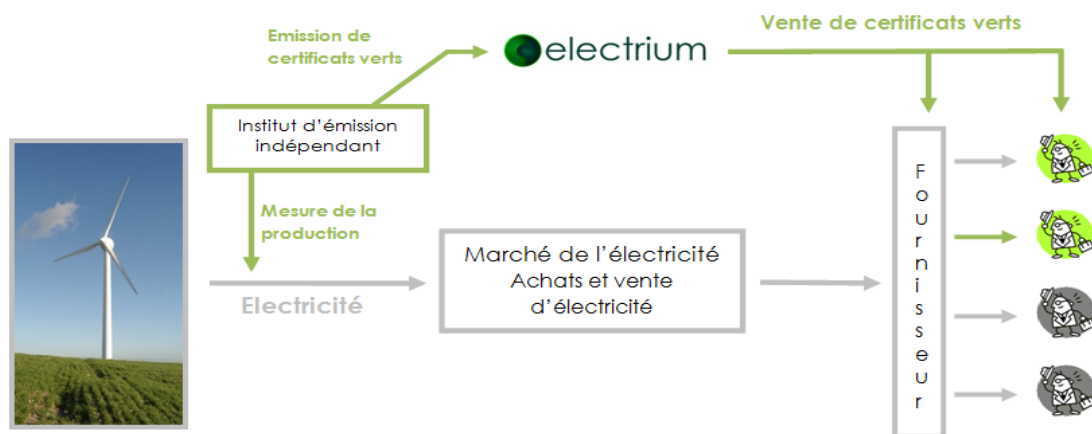 Emission de
certificats verts
electrium
Vente de certificats verts
Institut d'émission
indépendant
Mesure de la
production
Electricité
Marché de l'électricité
Achats et vente
d'électricité
Fournisseur